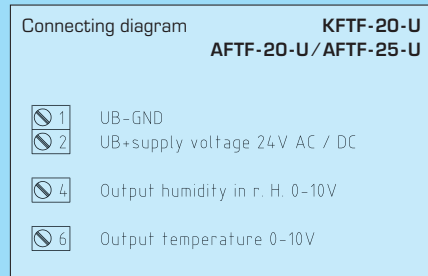 Connecting diagram KFTF-20-U
AFTF-20-U/AFTF-25-U
1 UB-GND
2 UB+supply voltage 24V AC / DC
4 Output humidity in r. H. 0-10V
6 Output temperature 0-10V